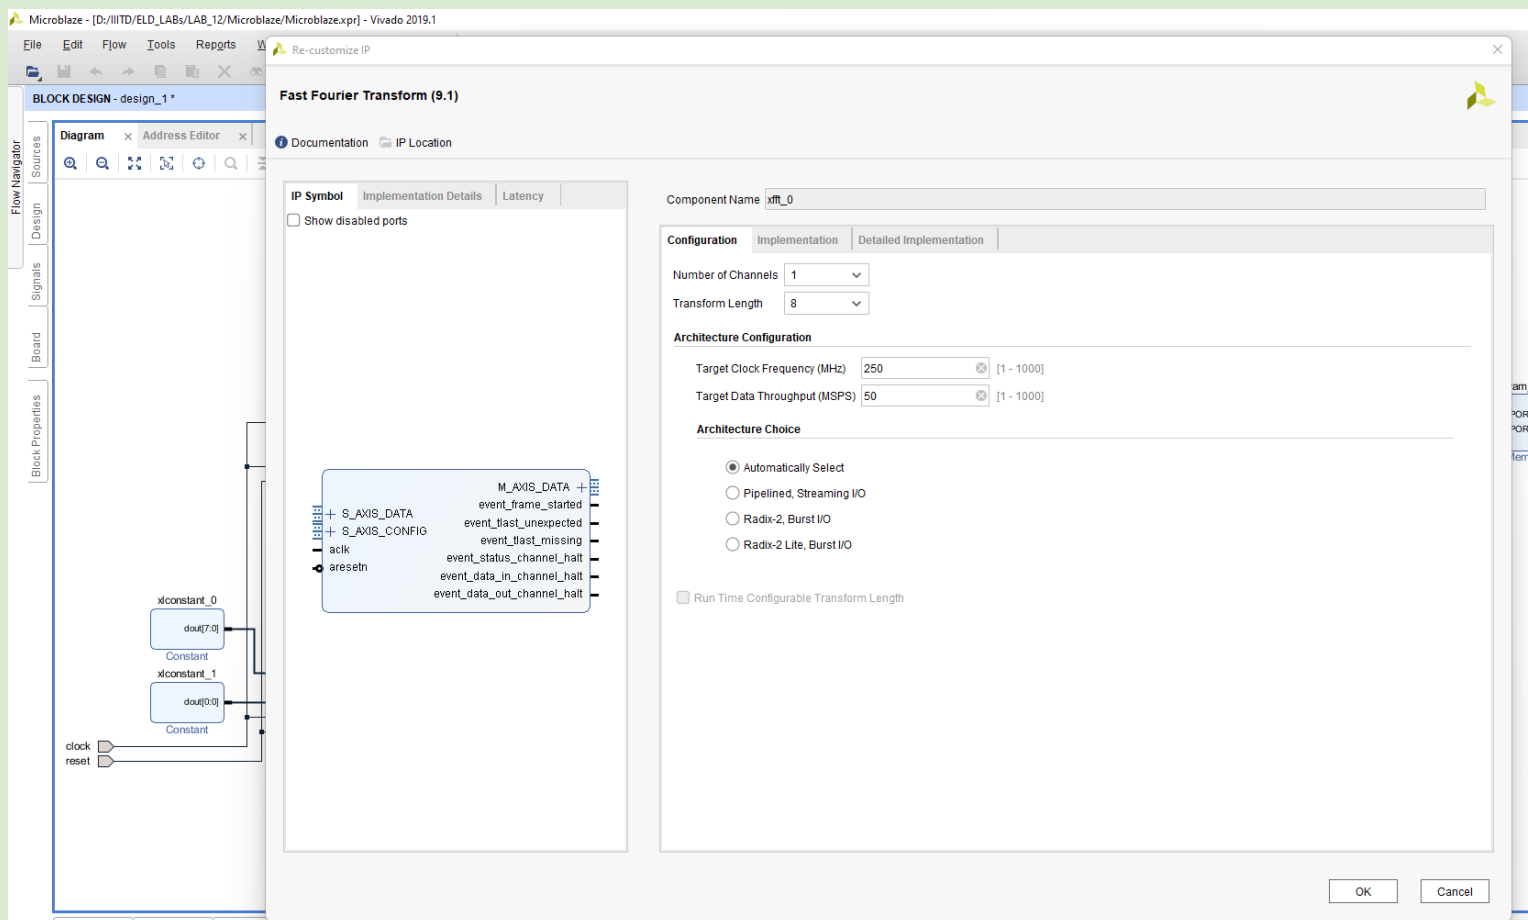 Microblaze - [D:/IIITD/ELD_LABs/LAB_12/Microblaze/Microblaze.xpr] - Vivado 2019.1
File Edit Flow Tools Reports
BLOCK DESIGN - design_1 *
Flow Navigator
Sources
Design
Signals
Board
Block Properties
Diagram × Address Editor ×
xlconstant_0
dout[7:0]
Constant
xlconstant_1
dout[0:0]
Constant
clock
reset
Re-customize IP
Fast Fourier Transform (9.1)
Documentation IP Location
IP Symbol Implementation Details Latency
Show disabled ports
M_AXIS_DATA
event_frame_started
S_AXIS_DATA
event_tlast_unexpected
S_AXIS_CONFIG
event_tlast_missing
aclk
event_status_channel_halt
aresetn
event_data_in_channel_halt
event_data_out_channel_halt
Component Name xfft_0
Configuration Implementation Detailed Implementation
Number of Channels 1
Transform Length 8
Architecture Configuration
Target Clock Frequency (MHz) 250 [1 - 1000]
Target Data Throughput (MSPS) 50 [1 - 1000]
Architecture Choice
Automatically Select
Pipelined, Streaming I/O
Radix-2, Burst I/O
Radix-2 Lite, Burst I/O
Run Time Configurable Transform Length
OK Cancel